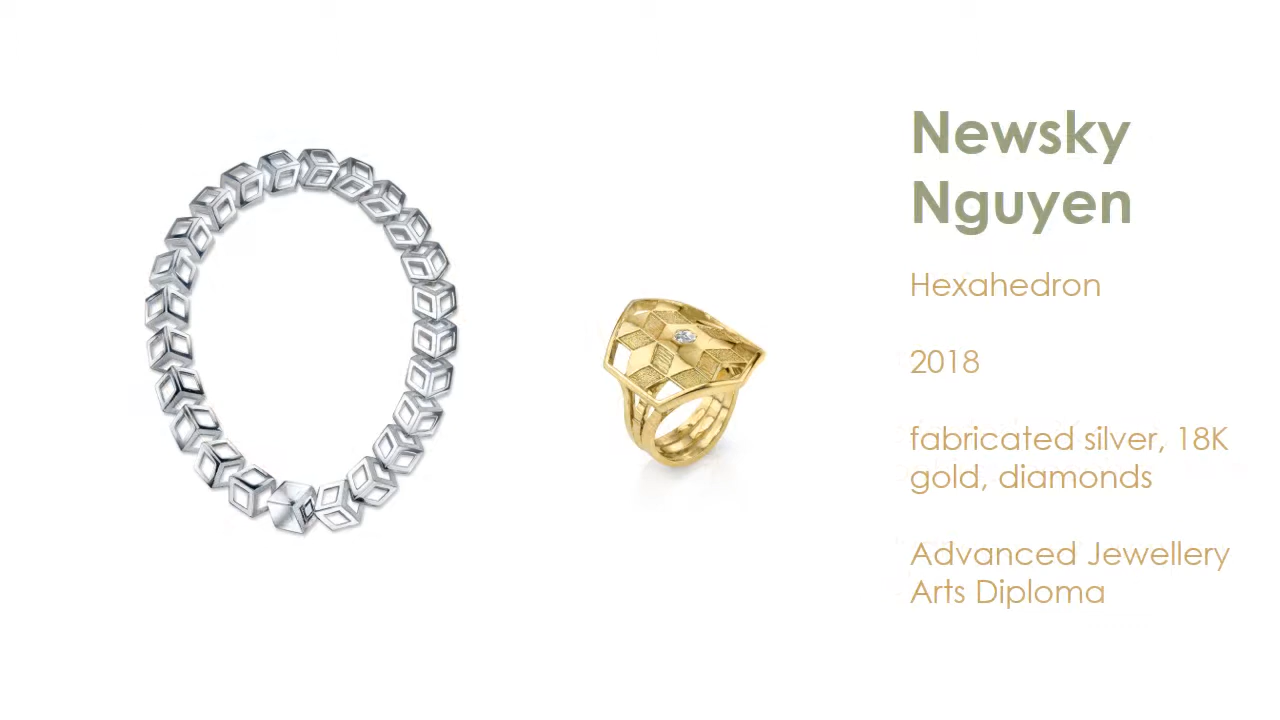 Newsky
Nguyen
Hexahedron
2018
fabricated silver, 18K
gold, diamonds
Advanced Jewellery
Arts Diploma